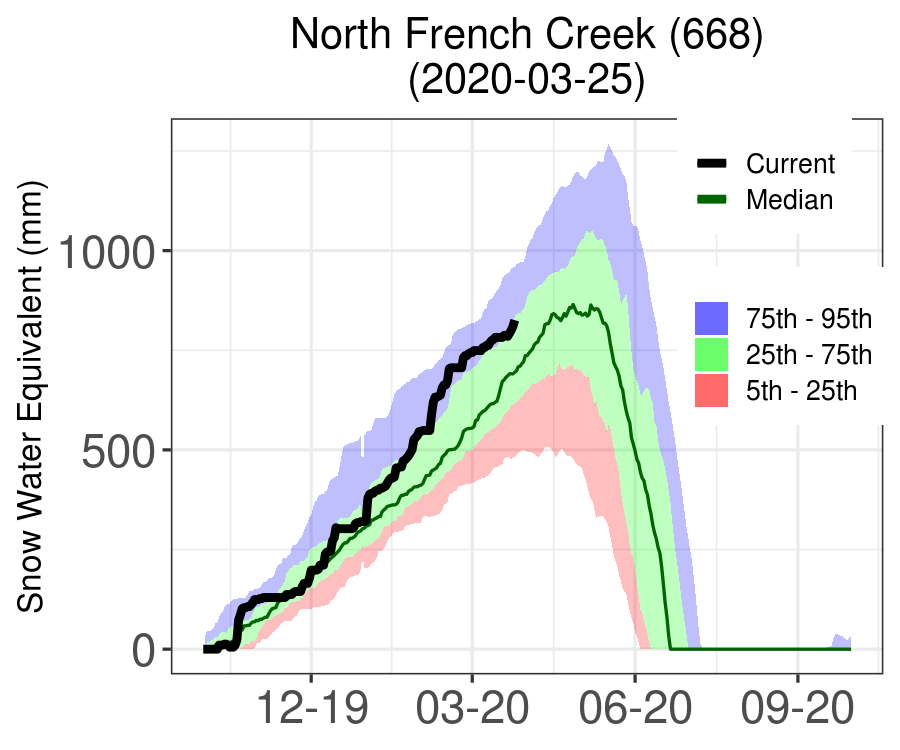 North French Creek (668)
(2020-03-25)
Snow Water Equivalent (mm)
1000
500
0
12-19
03-20
06-20
09-20
Current
Median
75th - 95th
25th - 75th
5th - 25th